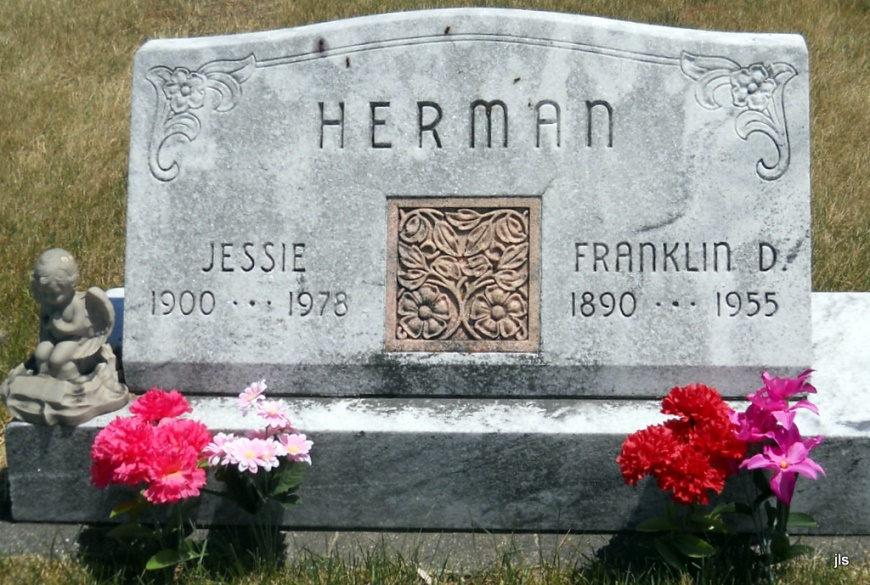 HERMAN
JESSIE
1900 ••• 1978
FRANKLIN D.
1890 ••• 1955
jls